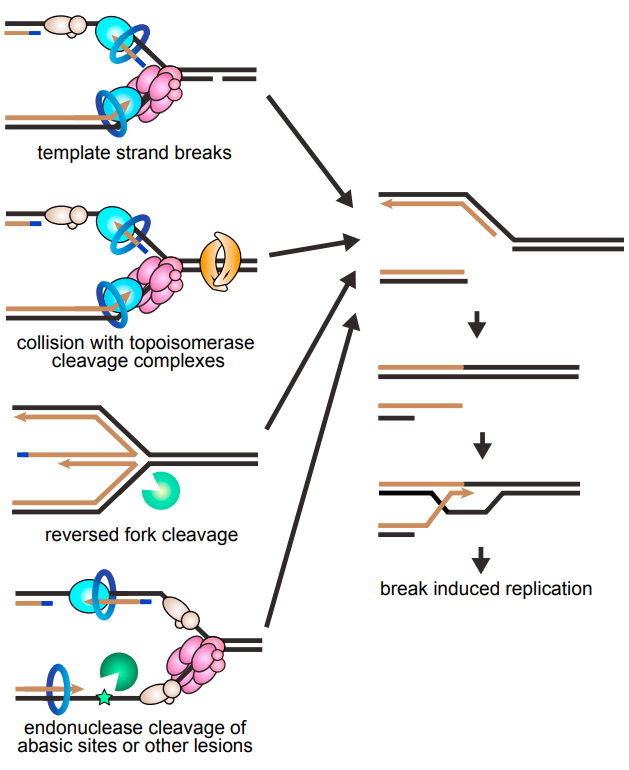 template strand breaks
collision with topoisomerase
cleavage complexes
reversed fork cleavage
break induced replication
endonuclease cleavage of
abasic sites or other lesions